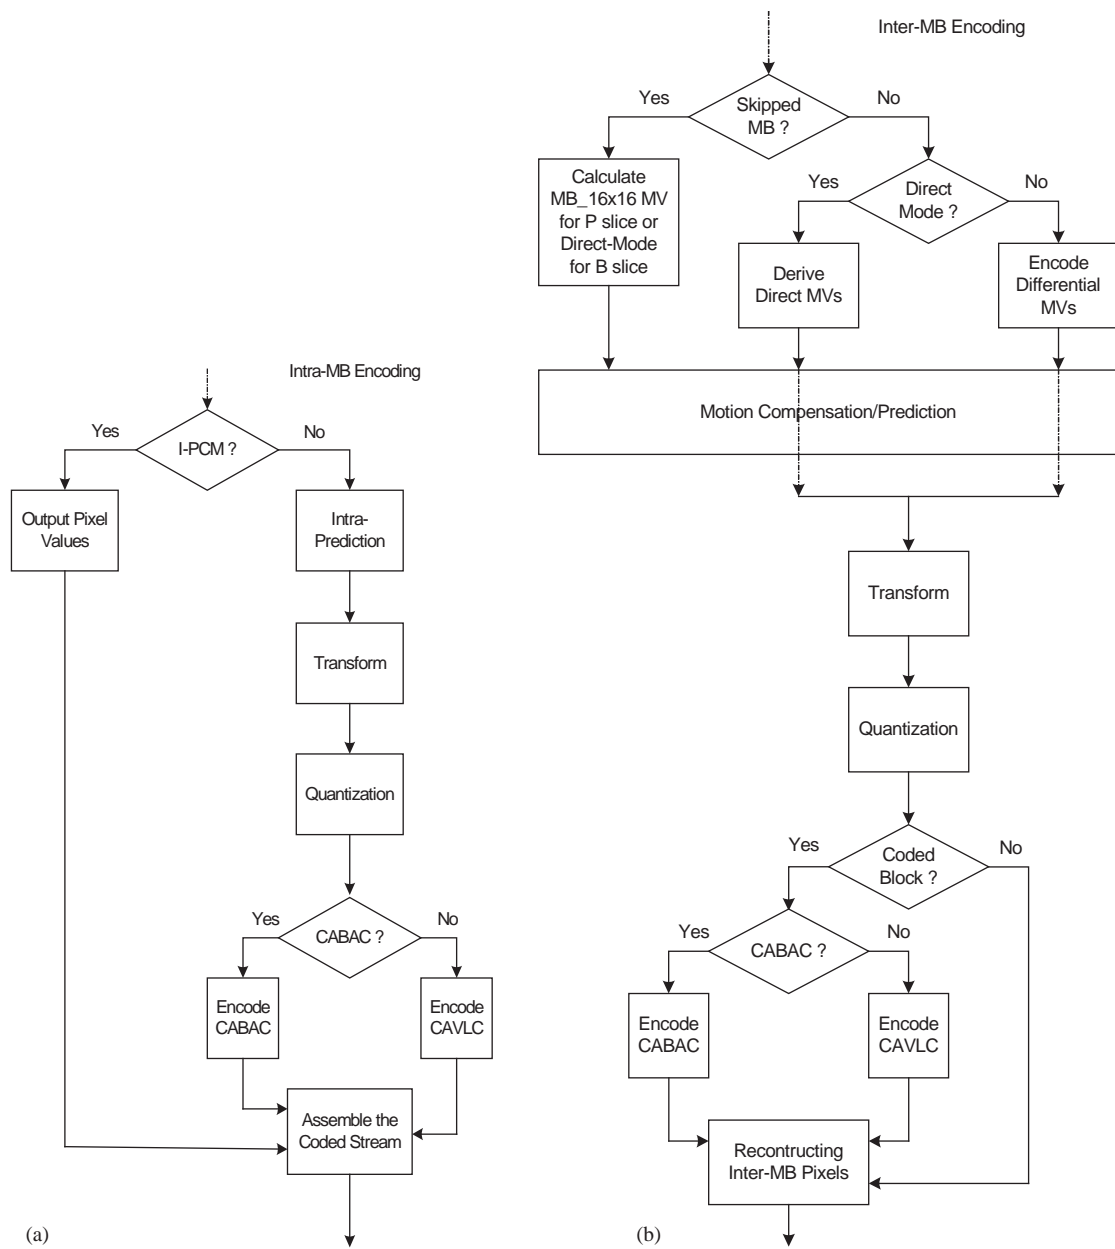 Intra-MB Encoding
Yes
No
I-PCM ?
Output Pixel
Values
Intra-
Prediction
Transform
Quantization
Yes
No
CABAC ?
Encode
CABAC
Encode
CAVLC
Assemble the
Coded Stream
(a)
Inter-MB Encoding
Yes
No
Skipped
MB ?
Calculate
MB_16x16 MV
for P slice or
Direct-Mode
for B slice
Yes
No
Direct
Mode ?
Derive
Direct MVs
Encode
Differential
MVs
Motion Compensation/Prediction
Transform
Quantization
Yes
No
Coded
Block ?
Yes
No
CABAC ?
Encode
CABAC
Encode
CAVLC
Recontructing
Inter-MB Pixels
(b)